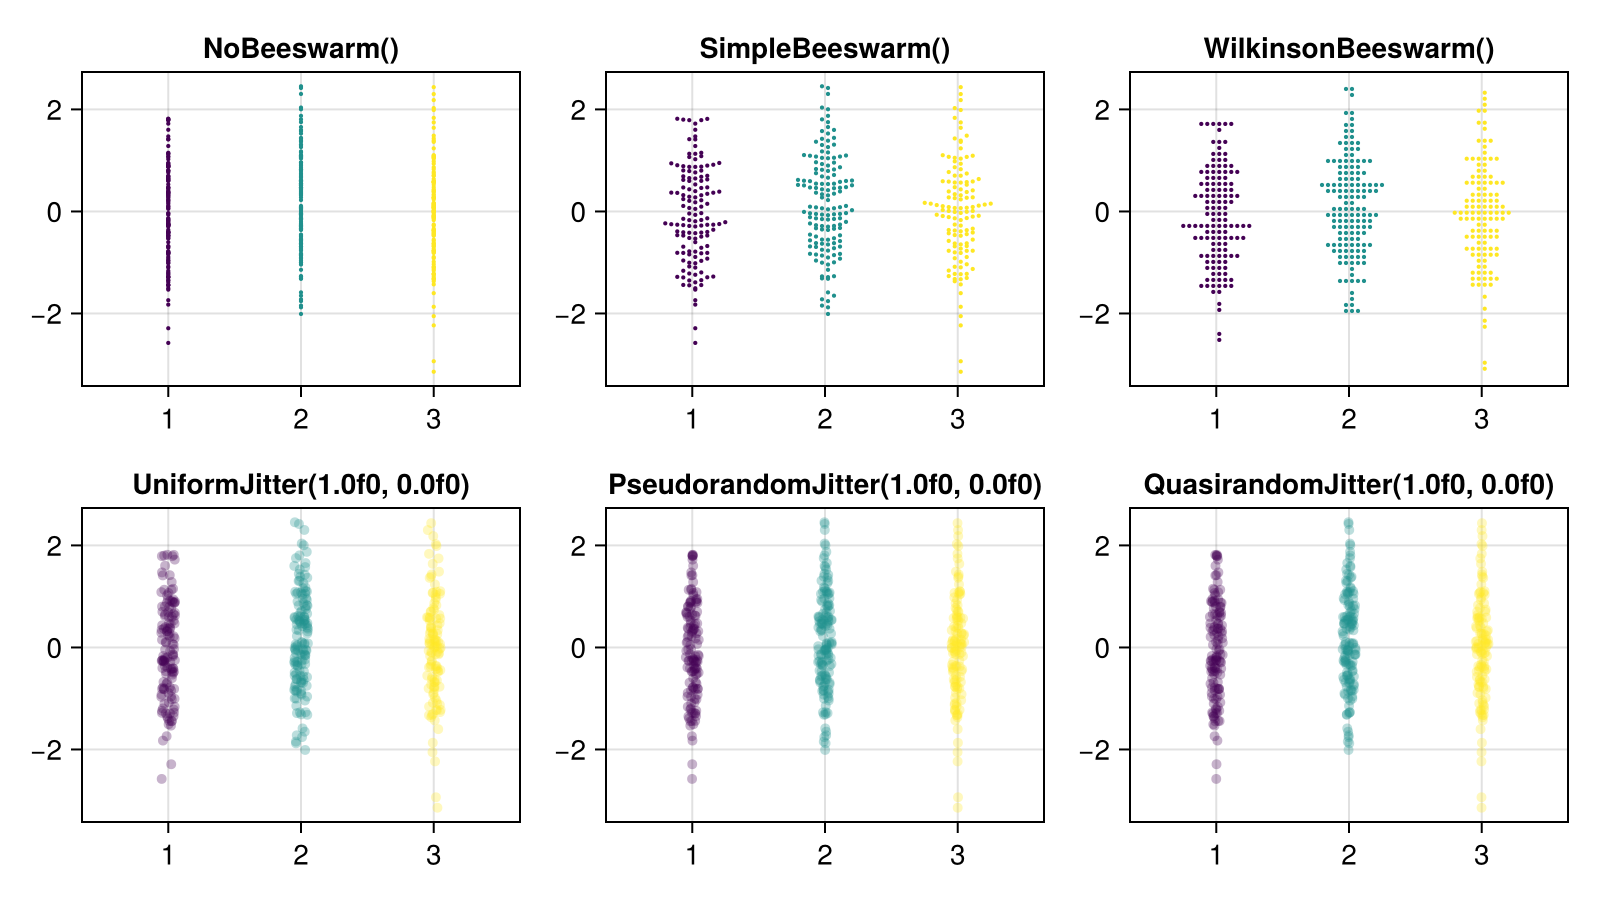 NoBeeswarm()
2
0
−2
1 2 3
SimpleBeeswarm()
2
0
−2
1 2 3
WilkinsonBeeswarm()
2
0
−2
1 2 3
UniformJitter(1.0f0, 0.0f0)
2
0
−2
1 2 3
PseudorandomJitter(1.0f0, 0.0f0)
2
0
−2
1 2 3
QuasirandomJitter(1.0f0, 0.0f0)
2
0
−2
1 2 3